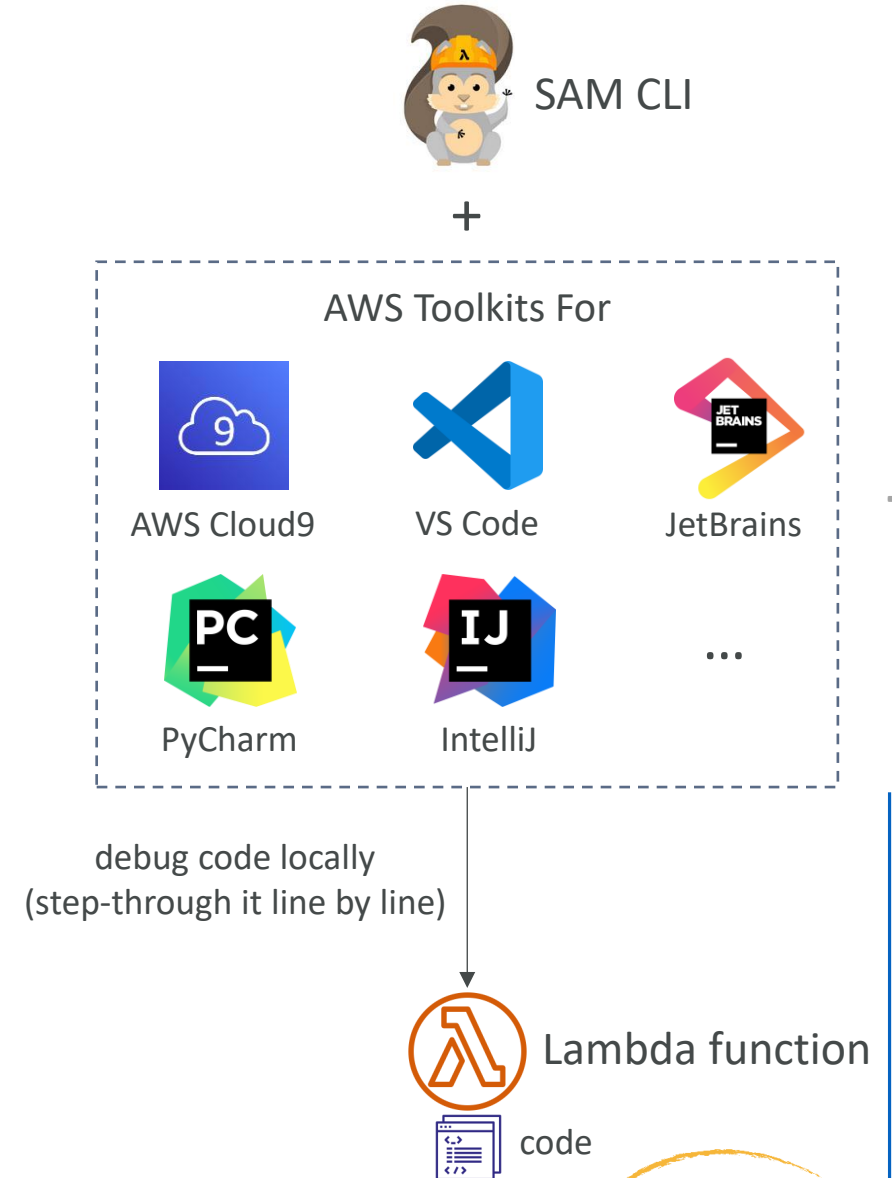 λ
SAM CLI
+
AWS Toolkits For
9
JET
BRAINS
AWS Cloud9
VS Code
JetBrains
PC
IJ
...
PyCharm
IntelliJ
debug code locally
(step-through it line by line)
Lambda function
code